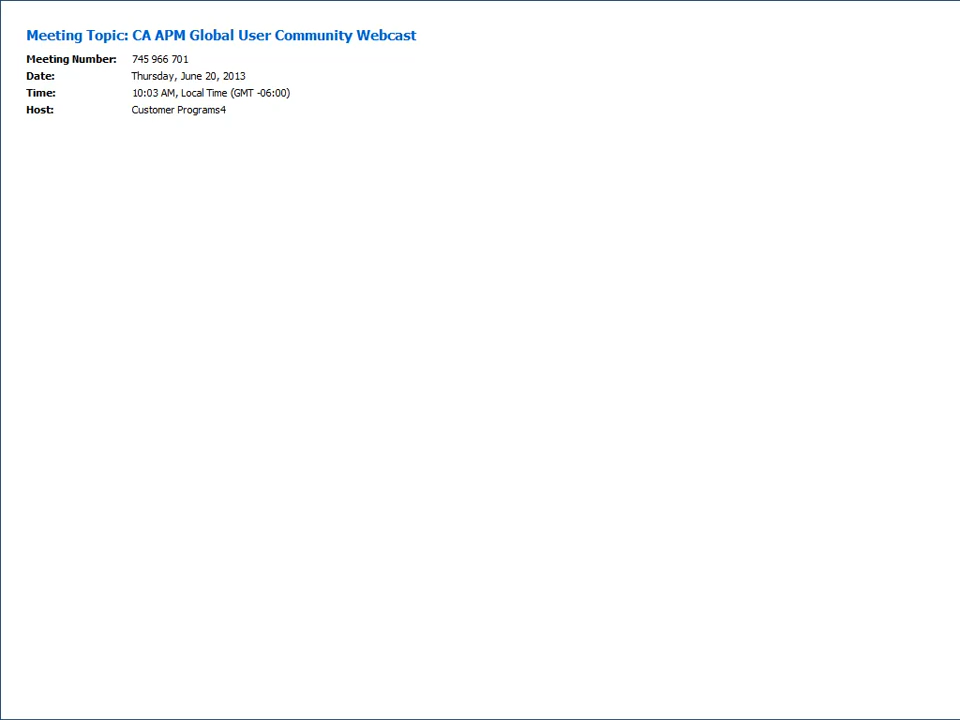 Meeting Topic: CA APM Global User Community Webcast
Meeting Number: 745 966 701
Date: Thursday, June 20, 2013
Time: 10:03 AM, Local Time (GMT -06:00)
Host: Customer Programs4